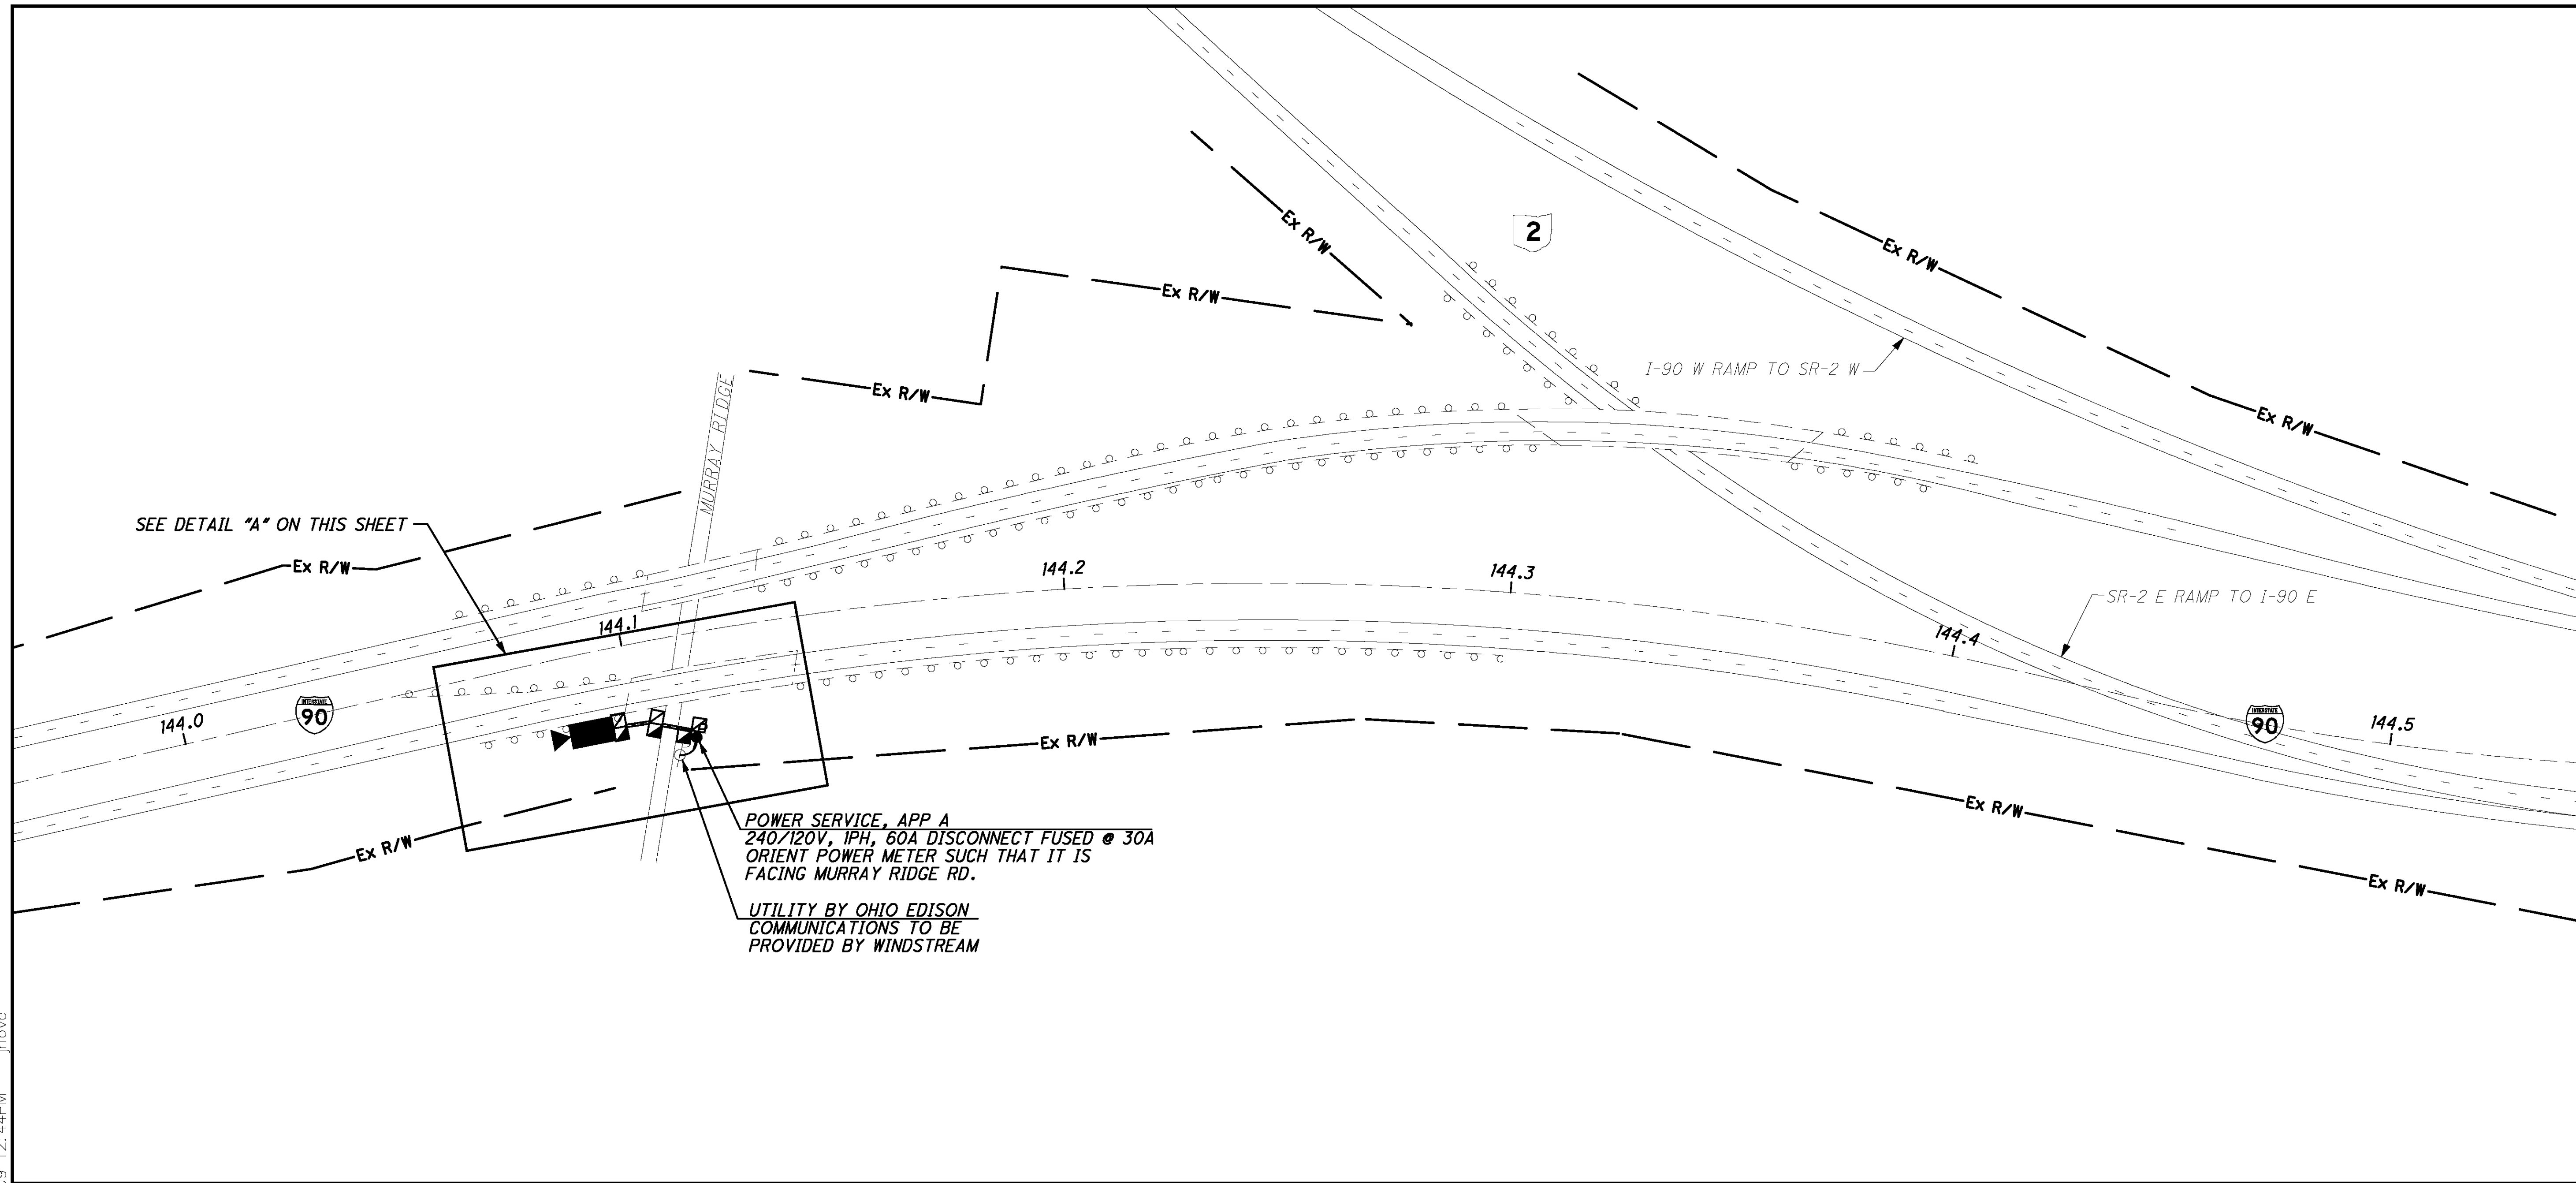 2
Ex R/W
Ex R/W
Ex R/W
Ex R/W
I-90 W RAMP TO SR-2 W
MURRAY RIDGE
Ex R/W
SEE DETAIL "A" ON THIS SHEET
Ex R/W
144.0
144.1
144.2
144.3
144.4
144.5
SR-2 E RAMP TO I-90 E
INTERSTATE
90
INTERSTATE
90
Ex R/W
Ex R/W
Ex R/W
Ex R/W
POWER SERVICE, APP A
240/120V, 1PH, 60A DISCONNECT FUSED @ 30A
ORIENT POWER METER SUCH THAT IT IS
FACING MURRAY RIDGE RD.
UTILITY BY OHIO EDISON
COMMUNICATIONS TO BE
PROVIDED BY WINDSTREAM